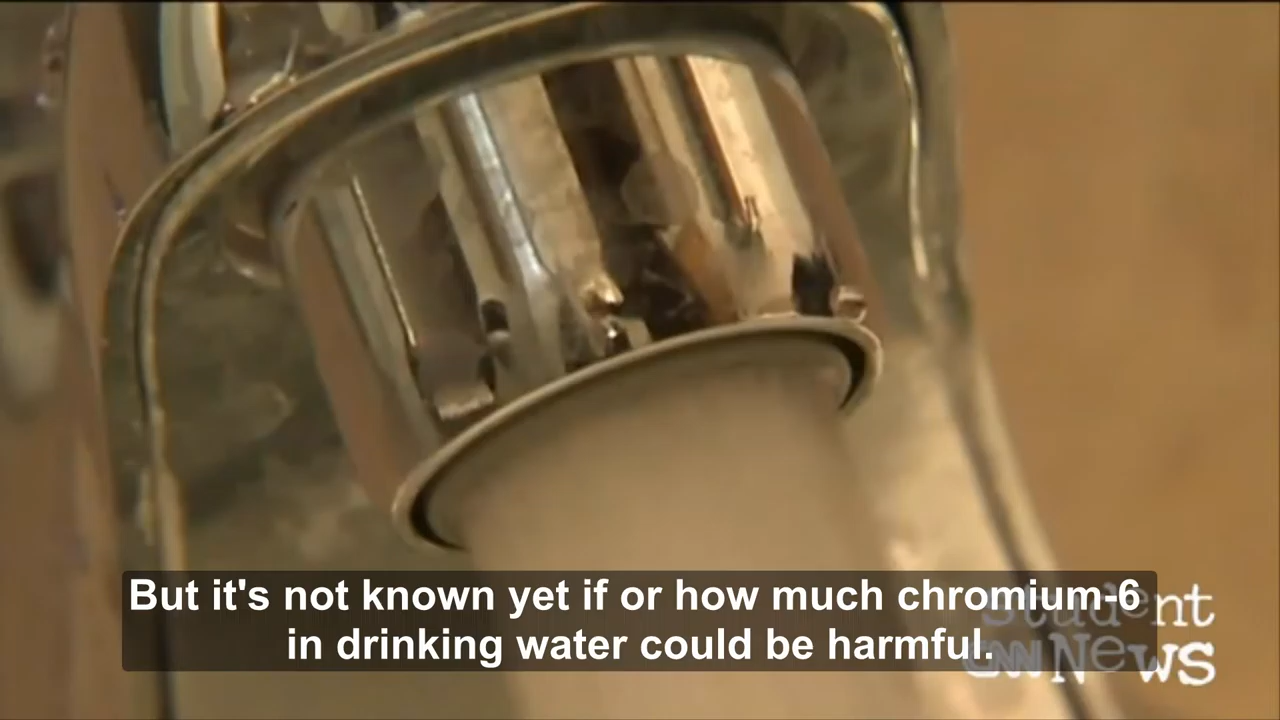 But it's not known yet if or how much chromium-6
in drinking water could be harmful.
Student
CNN News